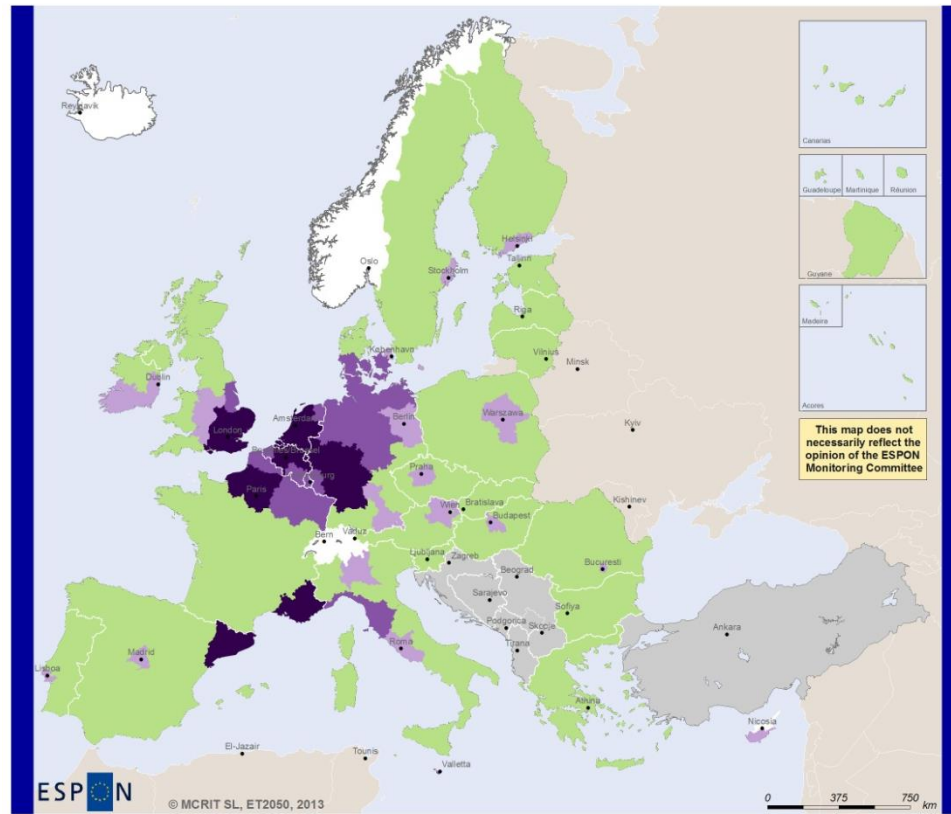 Reykjavik
Canarias
Guadeloupe
Martinique
Réunion
Guyane
Madeira
Acores
This map does not
necessarily reflect the
opinion of the ESPON
Monitoring Committee
Oslo
Helsinki
Tallinn
Stockholm
Riga
Vilnius
Minsk
København
Dublin
Amsterdam
Berlin
Warszawa
London
Kyiv
Paris
Praha
Kishinev
Wien
Bratislava
Budapest
Bern
Vaduz
Ljubljana
Zagreb
Beograd
Bucuresti
Sarajevo
Sofiya
Podgorica
Skopje
Tirana
Ankara
Roma
Madrid
Lisboa
Athina
Nicosia
El-Jazair
Tounis
Valletta
ESPON
© MCRIT SL, ET2050, 2013
0 375 750
km